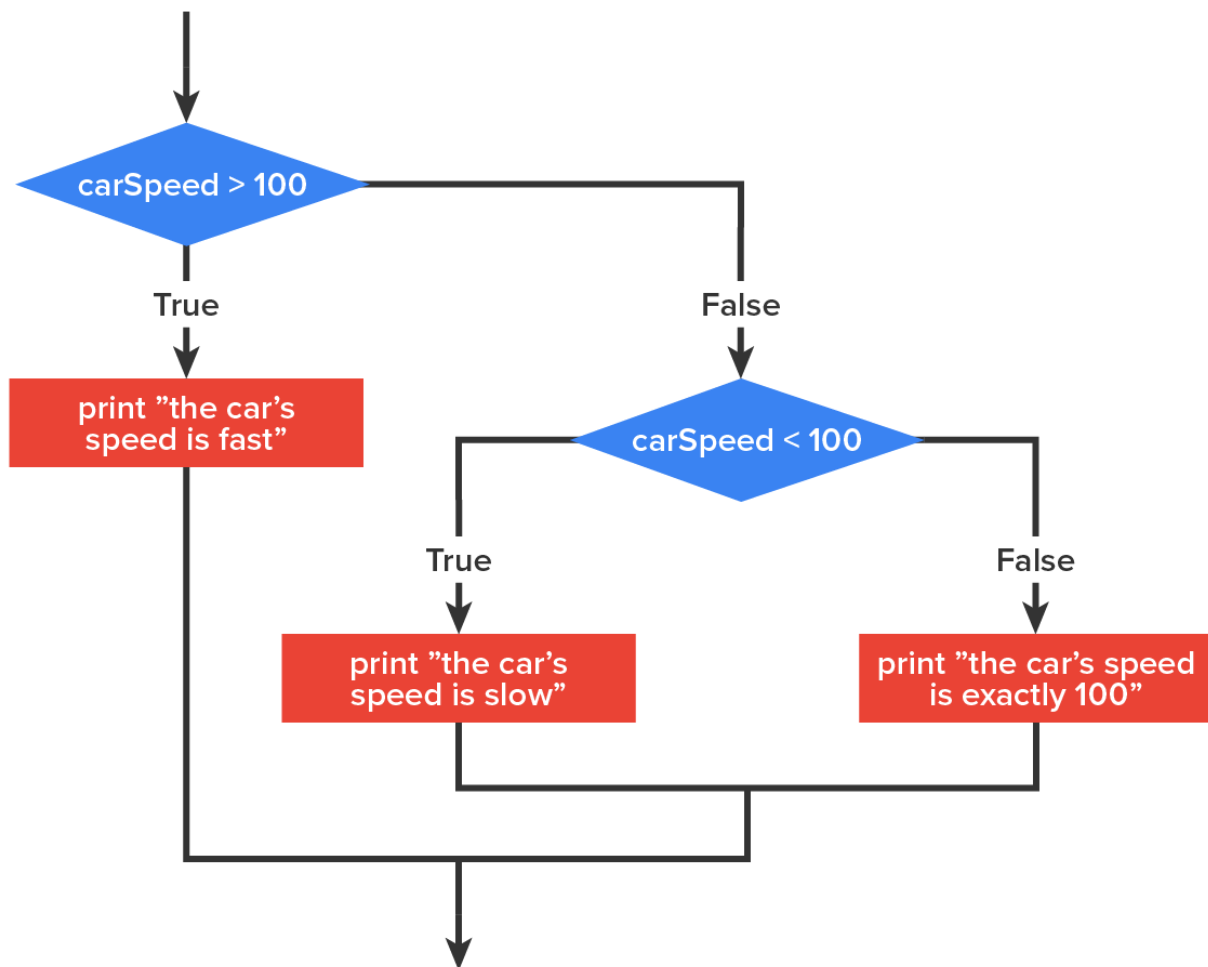 carSpeed > 100
True
False
print ”the car’s
speed is fast”
carSpeed < 100
True
False
print ”the car’s
speed is slow”
print ”the car’s speed
is exactly 100”